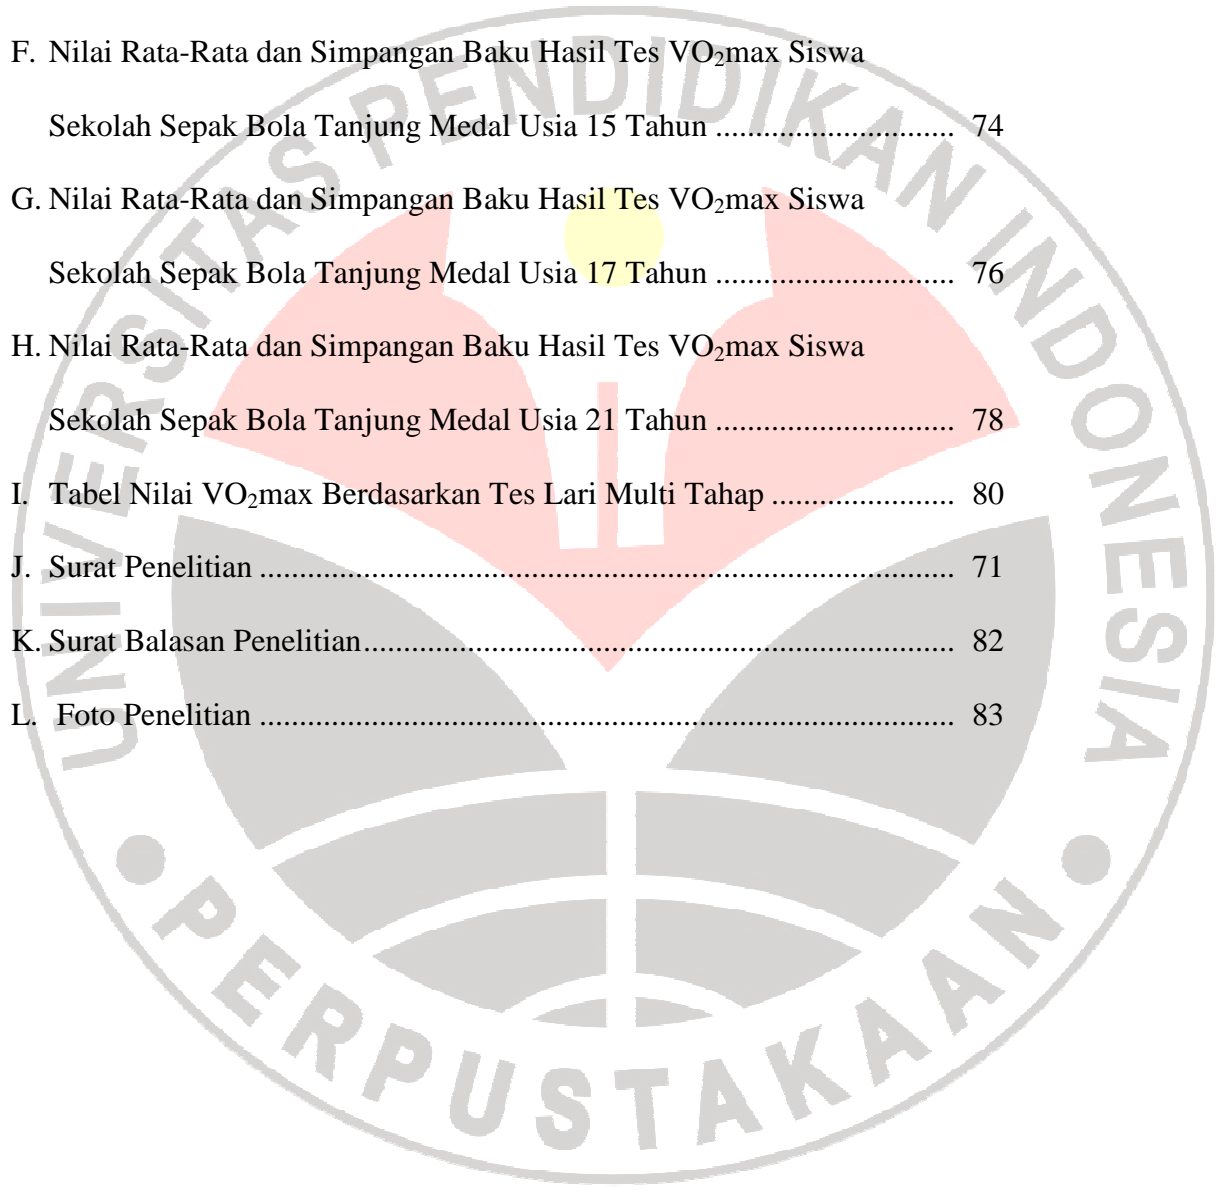 F. Nilai Rata-Rata dan Simpangan Baku Hasil Tes VO₂max Siswa
Sekolah Sepak Bola Tanjung Medal Usia 15 Tahun .............................. 74
G. Nilai Rata-Rata dan Simpangan Baku Hasil Tes VO₂max Siswa
Sekolah Sepak Bola Tanjung Medal Usia 17 Tahun .............................. 76
H. Nilai Rata-Rata dan Simpangan Baku Hasil Tes VO₂max Siswa
Sekolah Sepak Bola Tanjung Medal Usia 21 Tahun .............................. 78
I. Tabel Nilai VO₂max Berdasarkan Tes Lari Multi Tahap ....................... 80
J. Surat Penelitian ........................................................................................ 71
K. Surat Balasan Penelitian........................................................................... 82
L. Foto Penelitian ........................................................................................ 83
UNIVERSITAS PENDIDIKAN INDONESIA
PERPUSTAKAAN